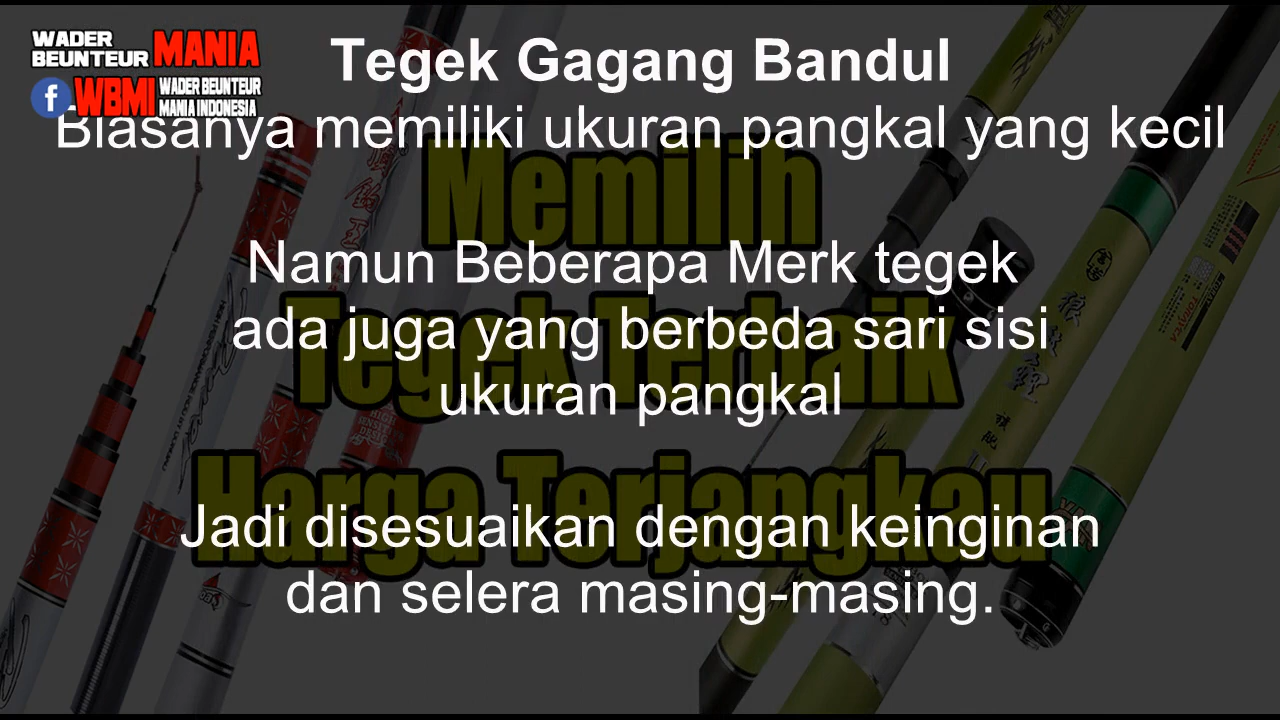 WADER
BEUNTEUR MANIA
f WBMI WADER BEUNTEUR
MANIA INDONESIA
Tegek Gagang Bandul
Biasanya memiliki ukuran pangkal yang kecil
Memilih
Namun Beberapa Merk tegek
ada juga yang berbeda sari sisi
Tegek Terbaik
ukuran pangkal
Harga Terjangkau
Jadi disesuaikan dengan keinginan
dan selera masing-masing.